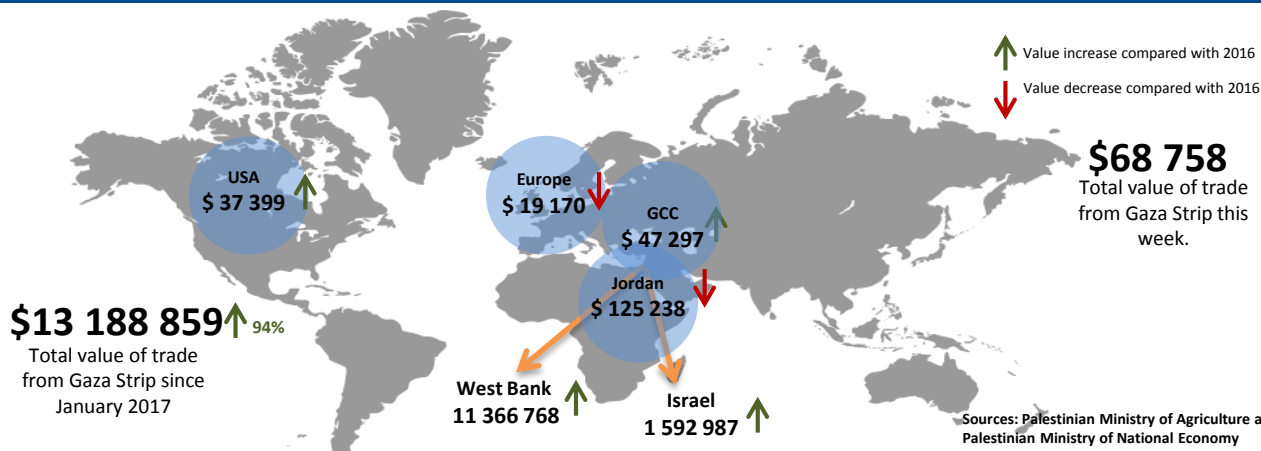 Value increase compared with 2016
Value decrease compared with 2016
$68 758
Total value of trade
from Gaza Strip this
week.
USA
$ 37 399
Europe
$ 19 170
GCC
$ 47 297
Jordan
$ 125 238
$13 188 859
94%
Total value of trade
from Gaza Strip since
January 2017
West Bank
11 366 768
Israel
1 592 987
Sources: Palestinian Ministry of Agriculture a
Palestinian Ministry of National Economy